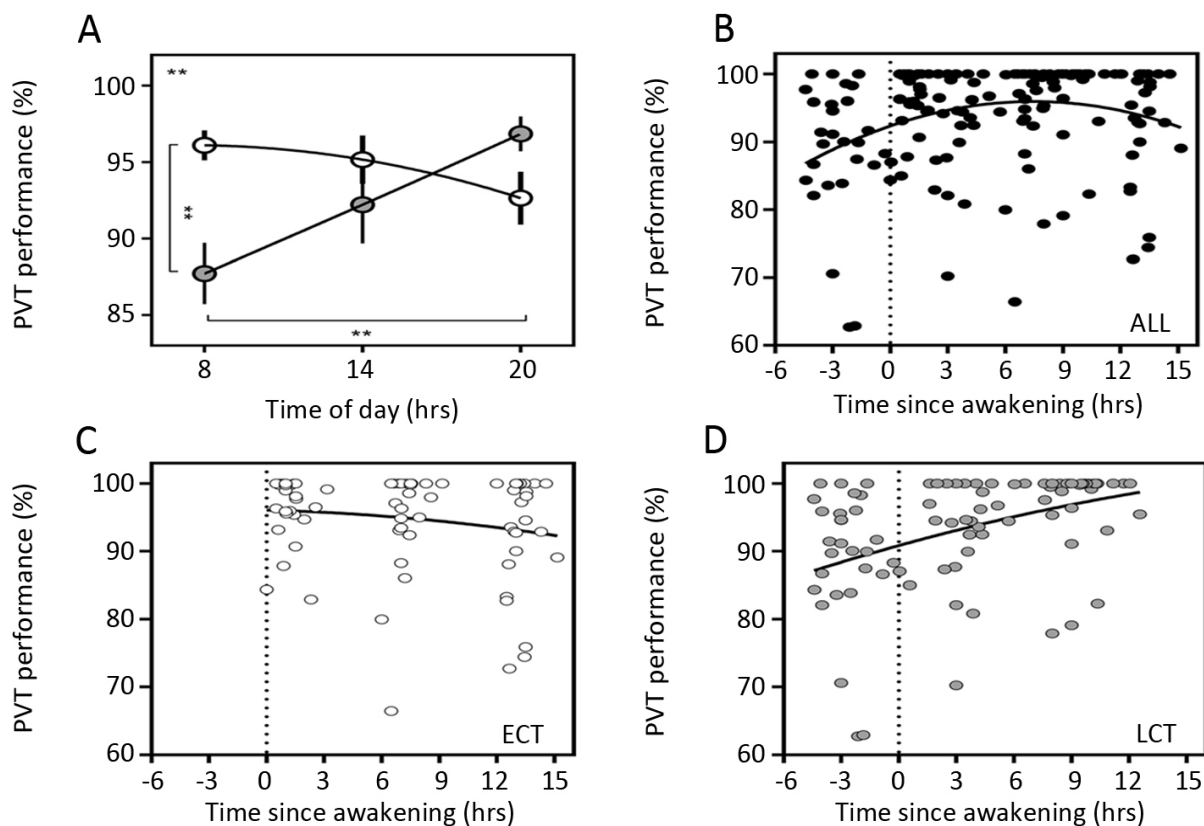 A
PVT performance (%)
100
95
90
85
**
**
**
8 14 20
Time of day (hrs)
B
PVT performance (%)
100
90
80
70
60
ALL
-6 -3 0 3 6 9 12 15
Time since awakening (hrs)
C
PVT performance (%)
100
90
80
70
60
ECT
-6 -3 0 3 6 9 12 15
Time since awakening (hrs)
D
PVT performance (%)
100
90
80
70
60
LCT
-6 -3 0 3 6 9 12 15
Time since awakening (hrs)